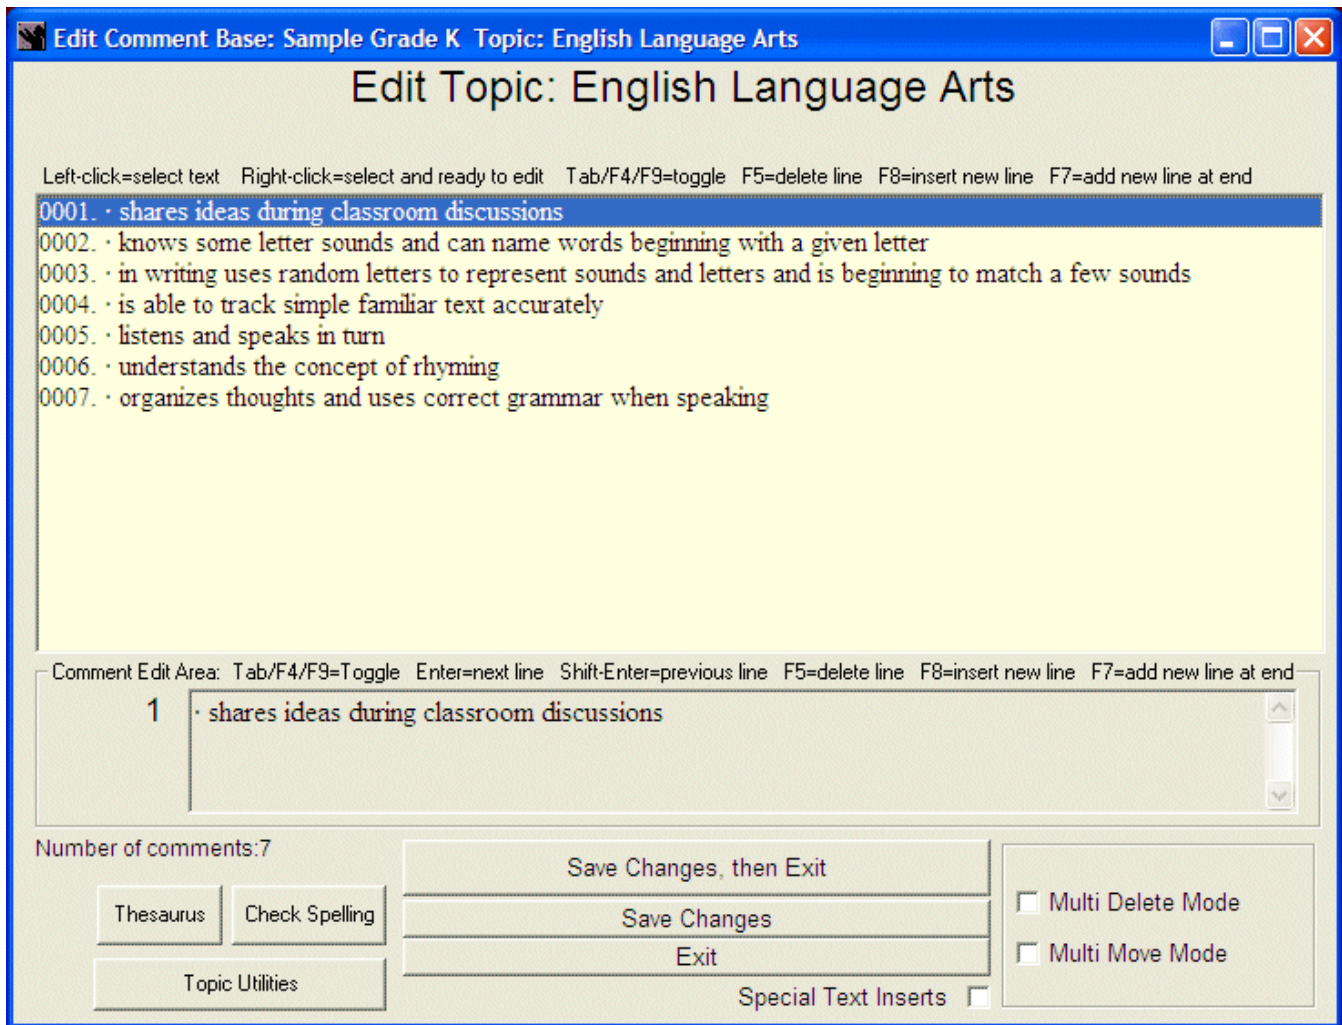 Edit Comment Base: Sample Grade K  Topic: English Language Arts
Edit Topic: English Language Arts
Left-click=select text   Right-click=select and ready to edit   Tab/F4/F9=toggle   F5=delete line   F8=insert new line   F7=add new line at end
0001. · shares ideas during classroom discussions
0002. · knows some letter sounds and can name words beginning with a given letter
0003. · in writing uses random letters to represent sounds and letters and is beginning to match a few sounds
0004. · is able to track simple familiar text accurately
0005. · listens and speaks in turn
0006. · understands the concept of rhyming
0007. · organizes thoughts and uses correct grammar when speaking
Comment Edit Area:  Tab/F4/F9=Toggle   Enter=next line   Shift-Enter=previous line   F5=delete line   F8=insert new line   F7=add new line at end
1 · shares ideas during classroom discussions
Number of comments:7
Save Changes, then Exit
Thesaurus
Check Spelling
Save Changes
Exit
Topic Utilities
Special Text Inserts
Multi Delete Mode
Multi Move Mode